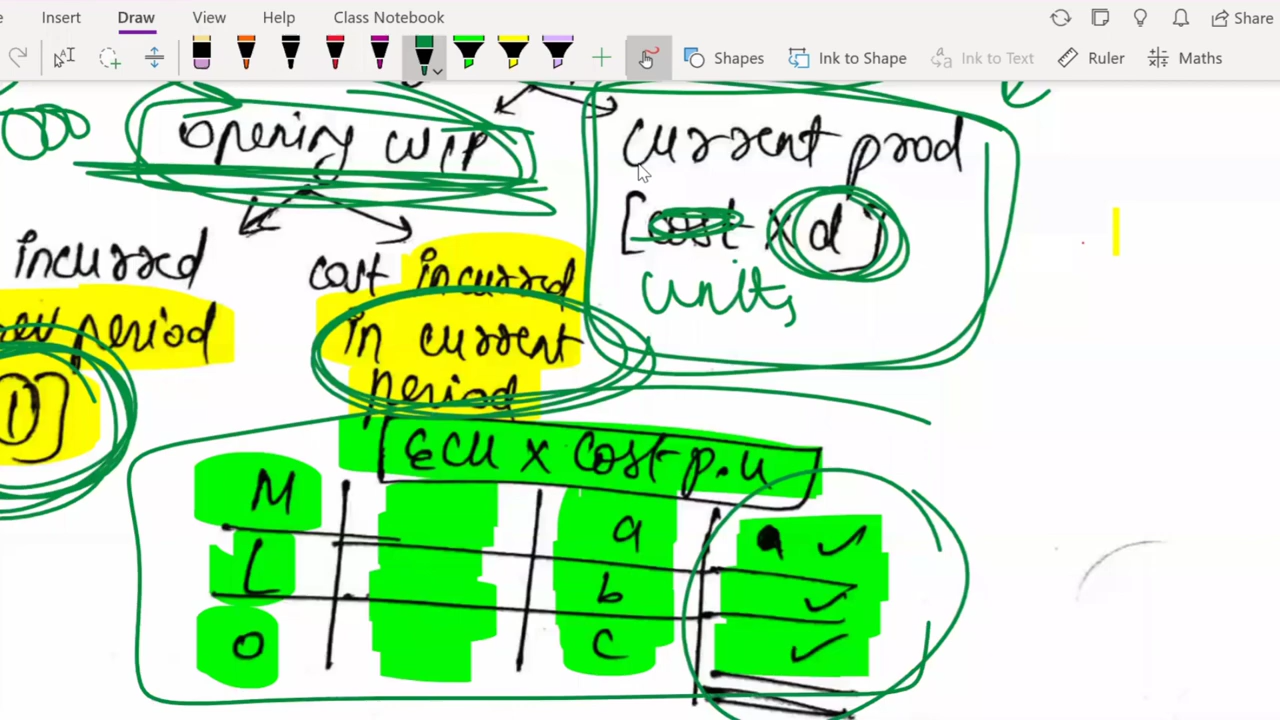 Insert Draw View Help Class Notebook Share
Shapes Ink to Shape Ink to Text Ruler Maths
opening WIP
current prod
[cost x d]
units
incurred
period
cost incurred
in current
period
ECU x Cost p.u
M a
L b
O c